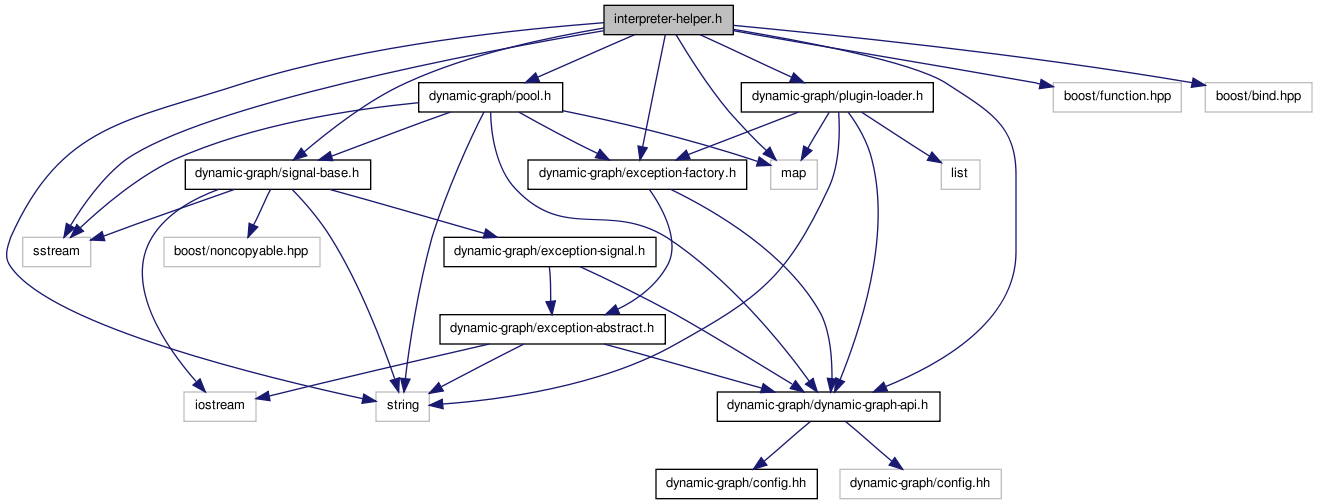 interpreter-helper.h
dynamic-graph/pool.h
dynamic-graph/plugin-loader.h
boost/function.hpp
boost/bind.hpp
dynamic-graph/signal-base.h
dynamic-graph/exception-factory.h
map
list
sstream
boost/noncopyable.hpp
dynamic-graph/exception-signal.h
dynamic-graph/exception-abstract.h
iostream
string
dynamic-graph/dynamic-graph-api.h
dynamic-graph/config.hh
dynamic-graph/config.hh